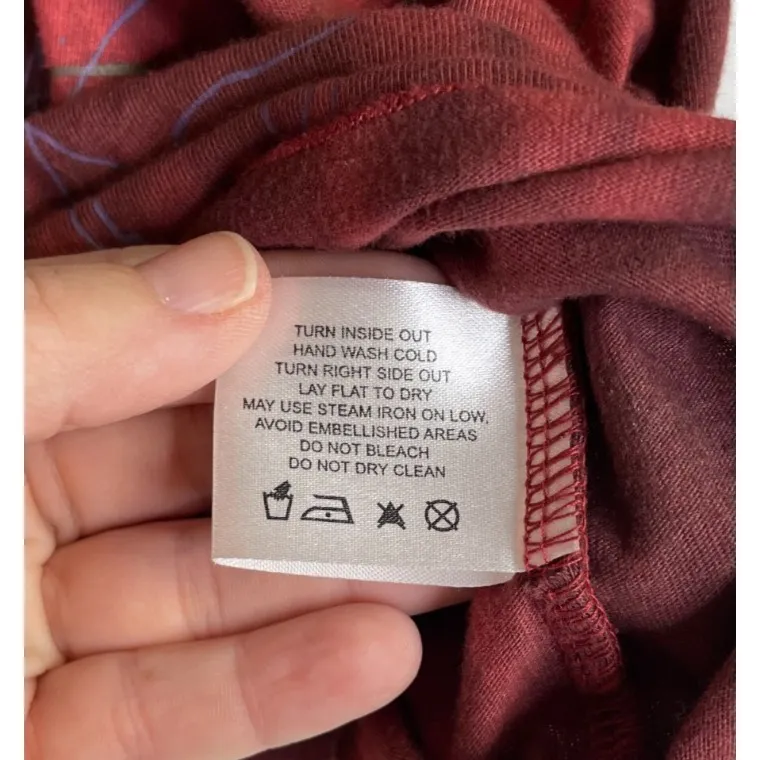 TURN INSIDE OUT
HAND WASH COLD
TURN RIGHT SIDE OUT
LAY FLAT TO DRY
MAY USE STEAM IRON ON LOW,
AVOID EMBELLISHED AREAS
DO NOT BLEACH
DO NOT DRY CLEAN